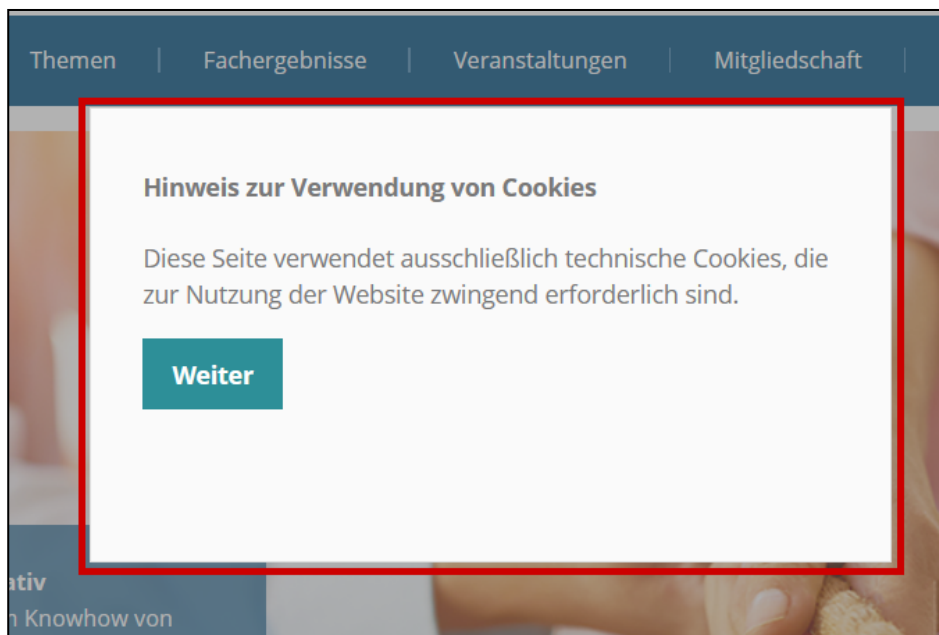 Themen | Fachergebnisse | Veranstaltungen | Mitgliedschaft |
Hinweis zur Verwendung von Cookies
Diese Seite verwendet ausschließlich technische Cookies, die
zur Nutzung der Website zwingend erforderlich sind.
Weiter
Knowhow von